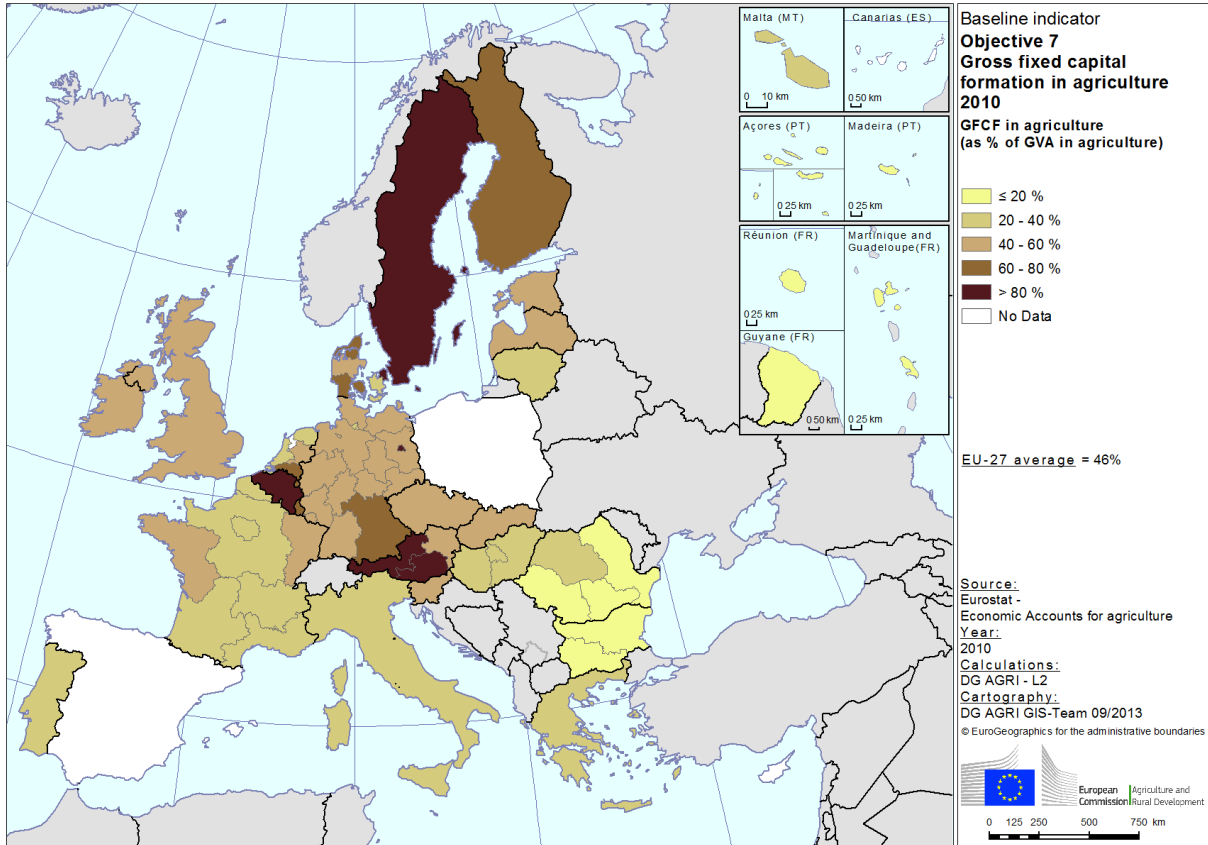 Malta (MT)
0 10 km
Canarias (ES)
0 50 km
Açores (PT)
0 25 km
Madeira (PT)
0 25 km
Réunion (FR)
0 25 km
Martinique and
Guadeloupe(FR)
0 25 km
Guyane (FR)
0 50 km
Baseline indicator
Objective 7
Gross fixed capital
formation in agriculture
2010
GFCF in agriculture
(as % of GVA in agriculture)
≤ 20 %
20 - 40 %
40 - 60 %
60 - 80 %
> 80 %
No Data
EU-27 average = 46%
Source:
Eurostat -
Economic Accounts for agriculture
Year:
2010
Calculations:
DG AGRI - L2
Cartography:
DG AGRI GIS-Team 09/2013
© EuroGeographics for the administrative boundaries
European
Commission
Agriculture and
Rural Development
0 125 250 500 750 km